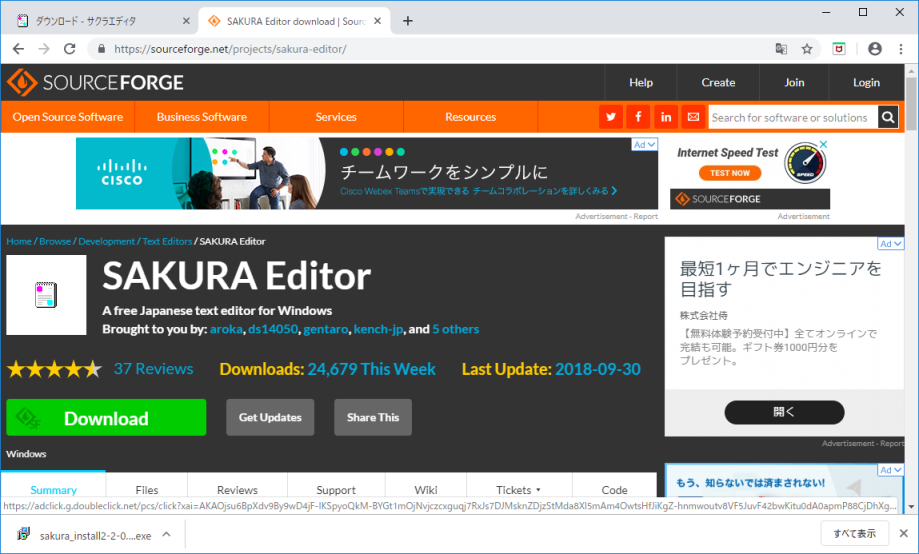 ダウンロード - サクラエディタ
SAKURA Editor download | Sour
https://sourceforge.net/projects/sakura-editor/
SOURCEFORGE
Help
Create
Join
Login
Open Source Software
Business Software
Services
Resources
Search for software or solutions
CISCO
チームワークをシンプルに
Cisco Webex Teamsで実現できる チームコラボレーションを詳しくみる
Ad
Advertisement - Report
Internet Speed Test
TEST NOW
SPEED
SOURCEFORGE
Advertisement
Home / Browse / Development / Text Editors / SAKURA Editor
SAKURA Editor
A free Japanese text editor for Windows
Brought to you by: aroka, ds14050, gentaro, kench-jp, and 5 others
37 Reviews
Downloads: 24,679 This Week
Last Update: 2018-09-30
Download
Get Updates
Share This
Windows
Ad
最短1ヶ月でエンジニアを
目指す
株式会社侍
【無料体験予約受付中】全てオンラインで
完結も可能。ギフト券1000円分を
プレゼント。
開く
Advertisement - Report
Summary
Files
Reviews
Support
Wiki
Tickets
Code
Ad
もう、知らないでは済まされない!
sakura_install2-2-0....exe
すべて表示